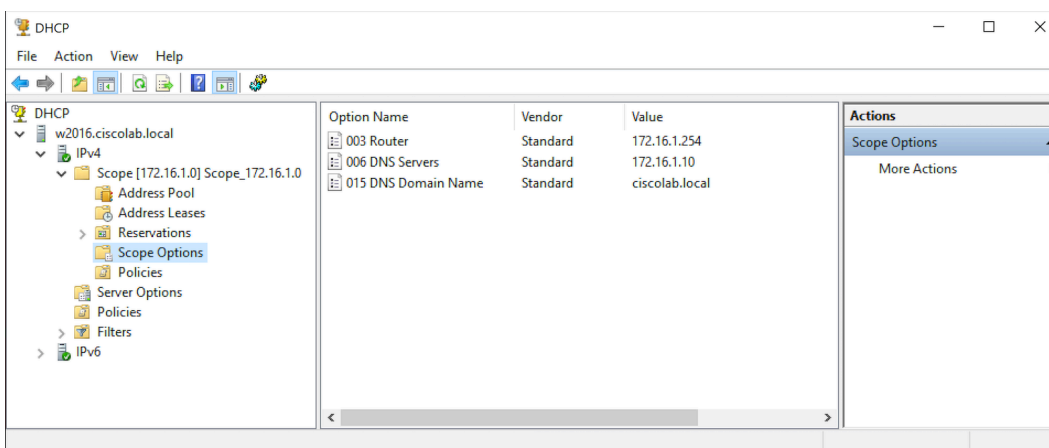 DHCP
File Action View Help
DHCP
w2016.ciscolab.local
IPv4
Scope [172.16.1.0] Scope_172.16.1.0
Address Pool
Address Leases
Reservations
Scope Options
Policies
Server Options
Policies
Filters
IPv6
Option Name Vendor Value
003 Router Standard 172.16.1.254
006 DNS Servers Standard 172.16.1.10
015 DNS Domain Name Standard ciscolab.local
Actions
Scope Options
More Actions